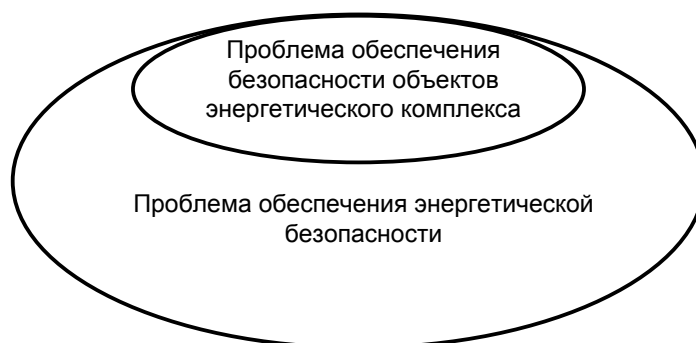 Проблема обеспечения
безопасности объектов
энергетического комплекса
Проблема обеспечения энергетической
безопасности